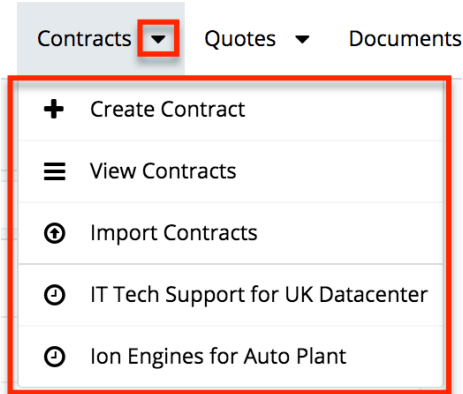 Contracts Quotes Documents
Create Contract
View Contracts
Import Contracts
IT Tech Support for UK Datacenter
Ion Engines for Auto Plant